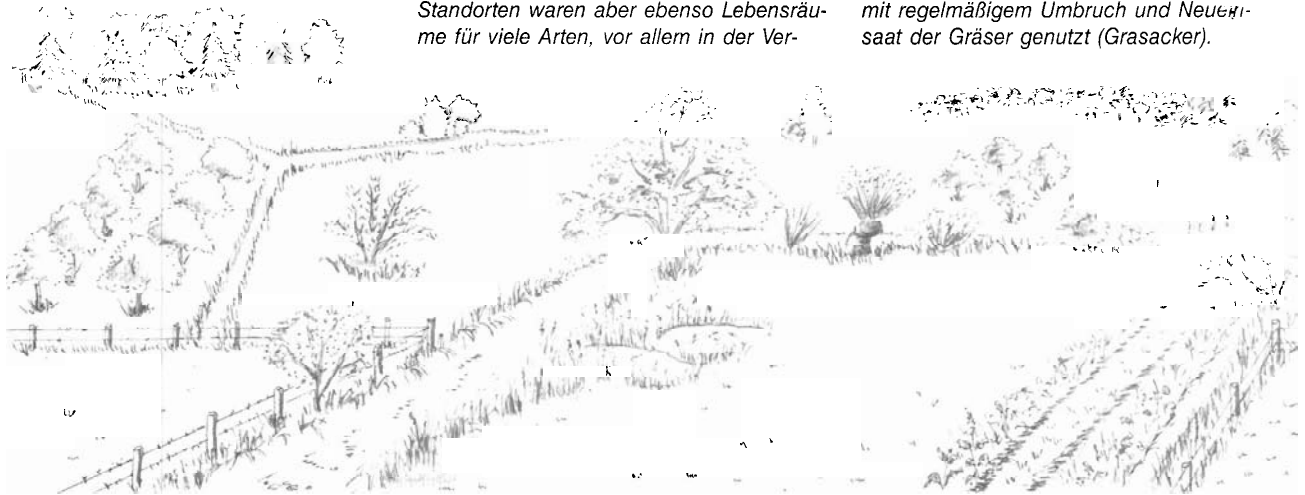 Standorten waren aber ebenso Lebensräu-
me für viele Arten, vor allem in der Ver-
mit regelmäßigem Umbruch und Neuein-
saat der Gräser genutzt (Grasacker).